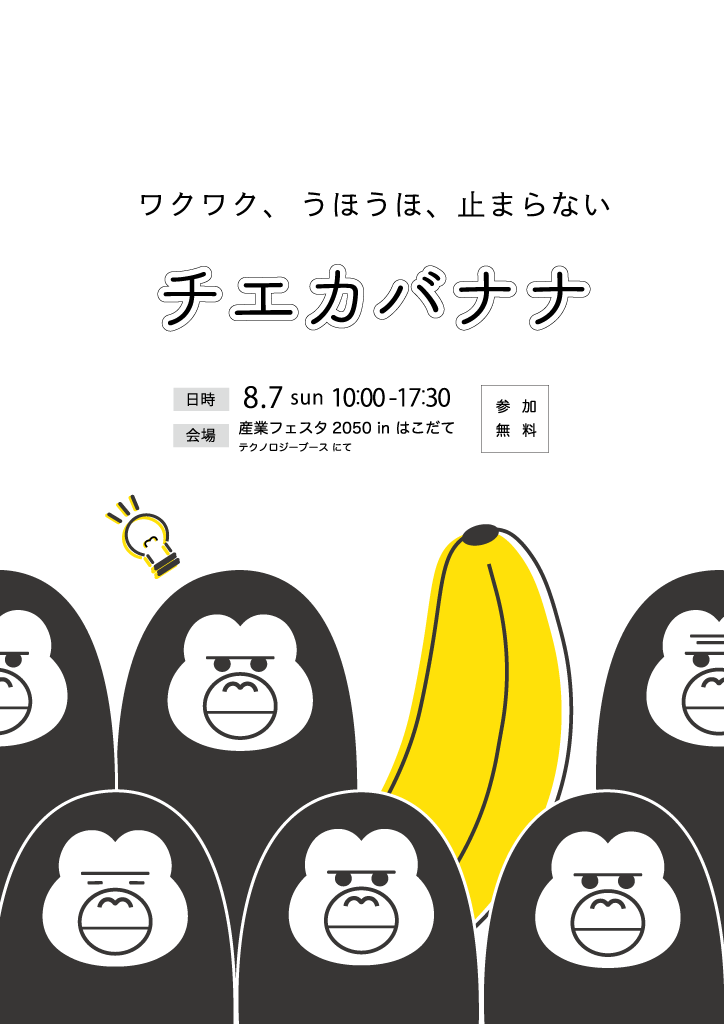 ワクワク、うほうほ、止まらない
チエカバナナ
日時 8.7 sun 10:00-17:30
会場 産業フェスタ 2050 in はこだて
テクノロジーブース にて
参加
無料